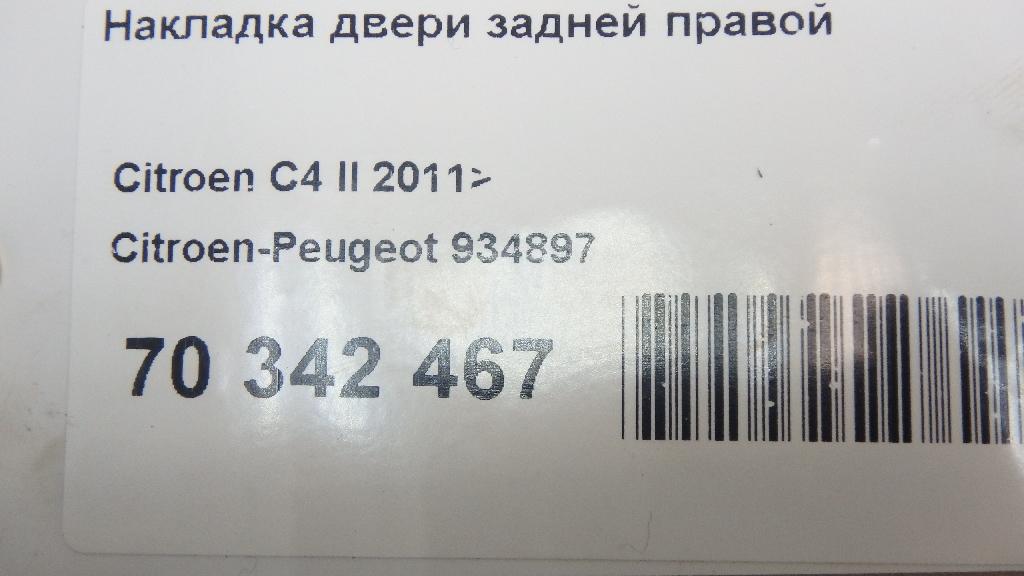 Накладка двери задней правой
Citroen C4 II 2011>
Citroen-Peugeot 934897
70 342 467